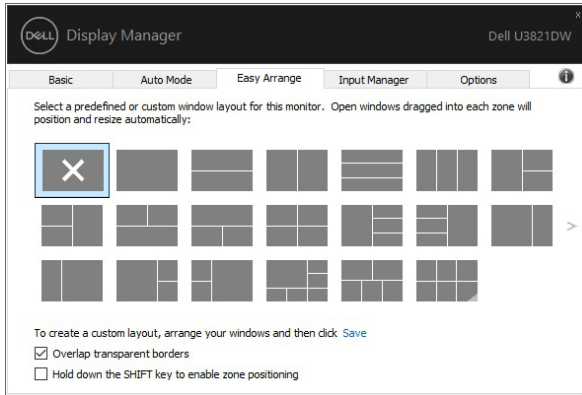 DELL Display Manager
Dell U3821DW
x
Basic Auto Mode Easy Arrange Input Manager Options i
Select a predefined or custom window layout for this monitor. Open windows dragged into each zone will
position and resize automatically:
>
To create a custom layout, arrange your windows and then click Save
Overlap transparent borders
Hold down the SHIFT key to enable zone positioning